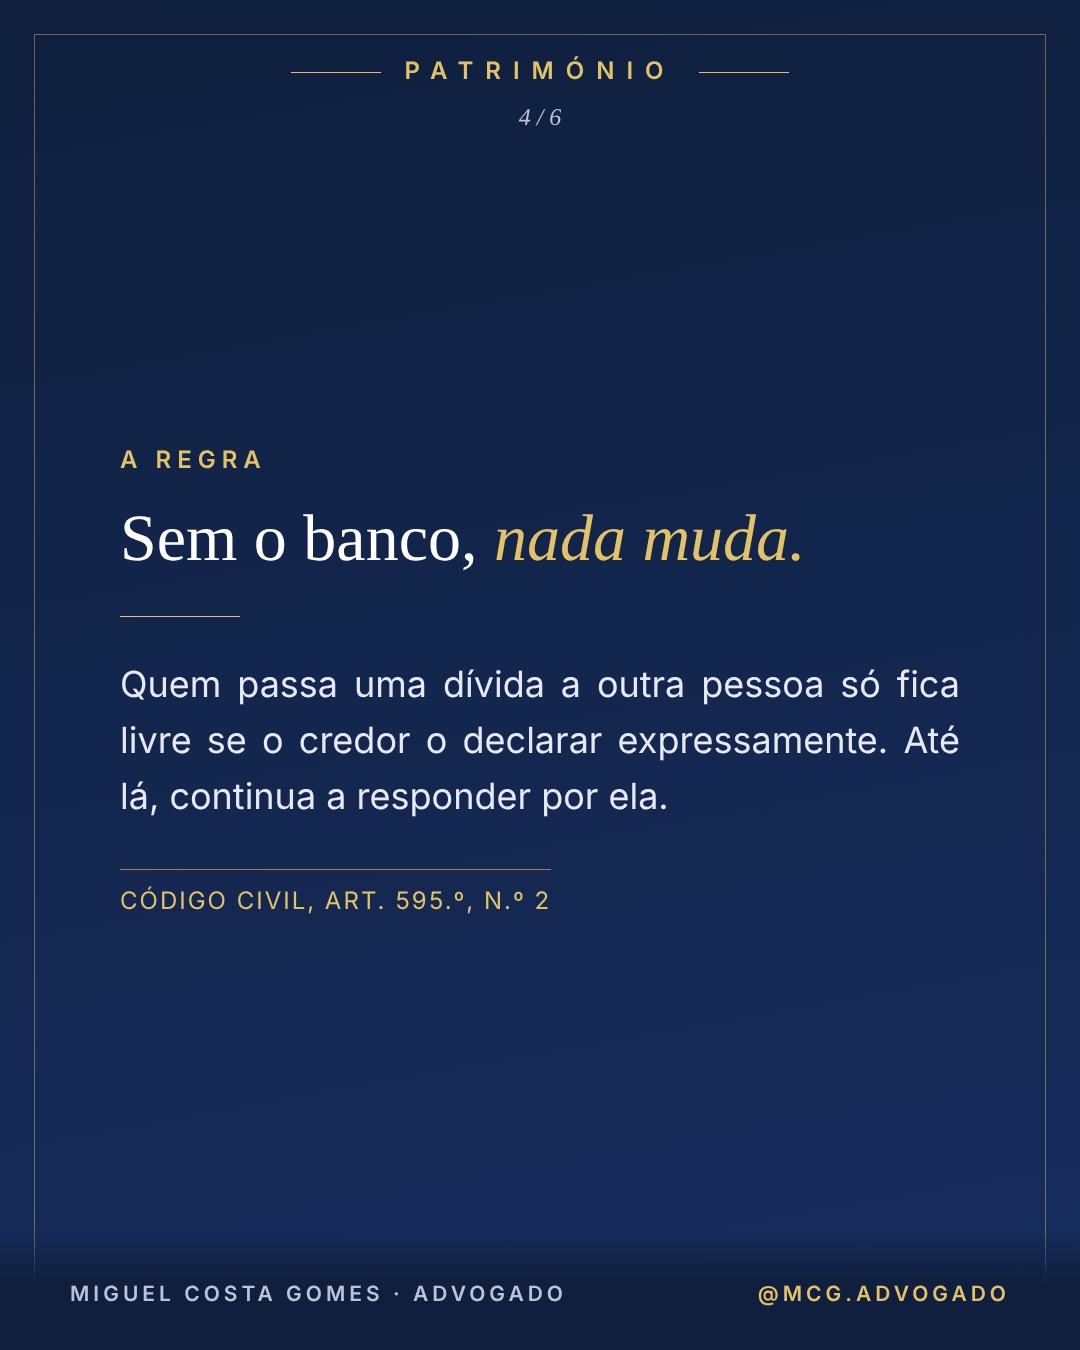 PATRIMÓNIO
4 / 6
A REGRA
Sem o banco, nada muda.
Quem passa uma dívida a outra pessoa só fica
livre se o credor o declarar expressamente. Até
lá, continua a responder por ela.
CÓDIGO CIVIL, ART. 595.º, N.º 2
MIGUEL COSTA GOMES · ADVOGADO
@MCG.ADVOGADO